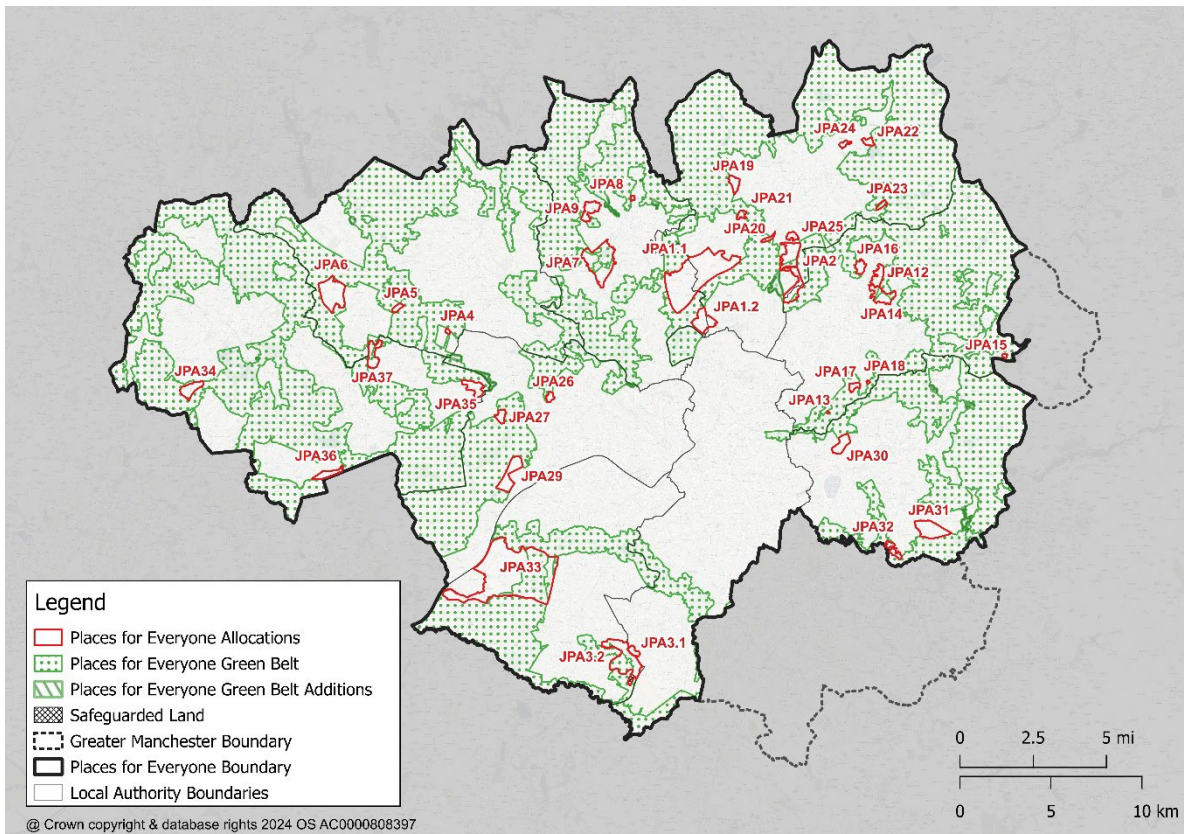 JPA24
JPA22
JPA19
JPA8
JPA9
JPA21
JPA23
JPA20
JPA25
JPA1.1
JPA7
JPA16
JPA2
JPA12
JPA6
JPA5
JPA14
JPA4
JPA1.2
JPA15
JPA34
JPA37
JPA18
JPA17
JPA26
JPA35
JPA13
JPA27
JPA30
JPA36
JPA29
JPA31
JPA32
JPA33
JPA3.1
JPA3.2
Legend
Places for Everyone Allocations
Places for Everyone Green Belt
Places for Everyone Green Belt Additions
Safeguarded Land
Greater Manchester Boundary
Places for Everyone Boundary
Local Authority Boundaries
0 2.5 5 mi
0 5 10 km
@ Crown copyright & database rights 2024 OS AC0000808397